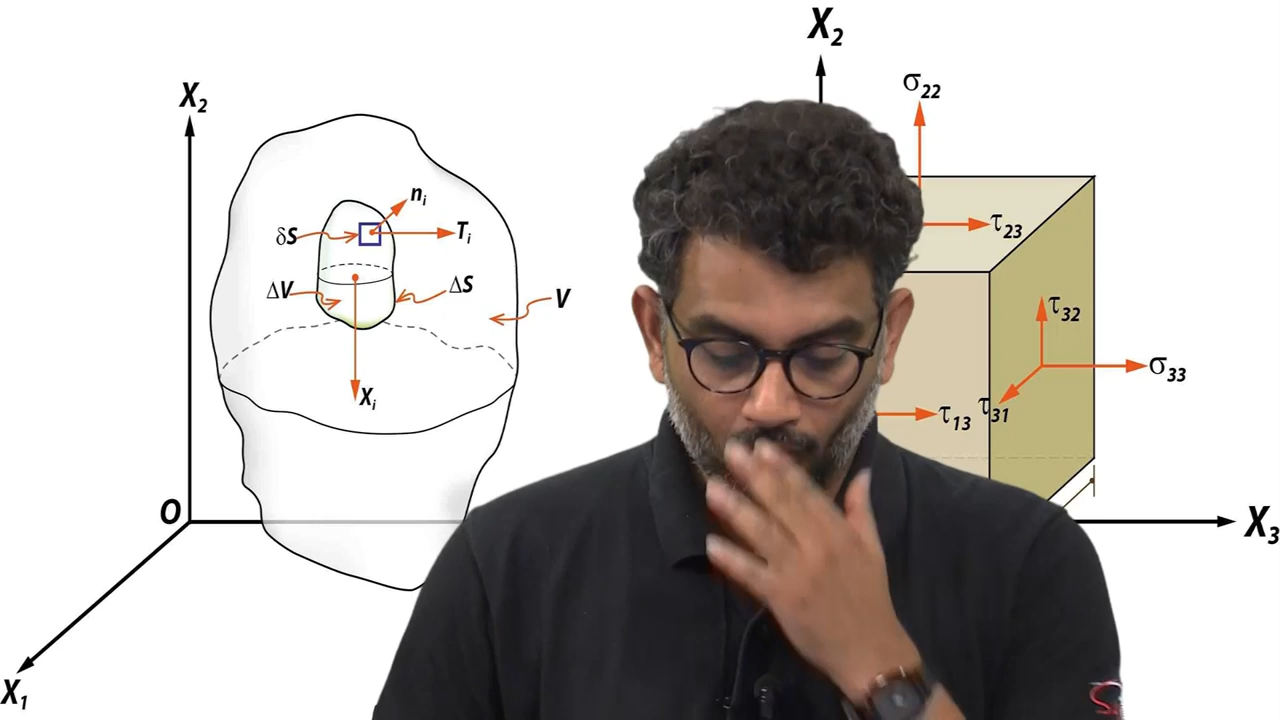 X₂
nᵢ
δS
Tᵢ
ΔV
ΔS
V
Xᵢ
O
X₁
X₂
σ₂₂
τ₂₃
τ₃₂
σ₃₃
τ₃₁
τ₁₃
X₃